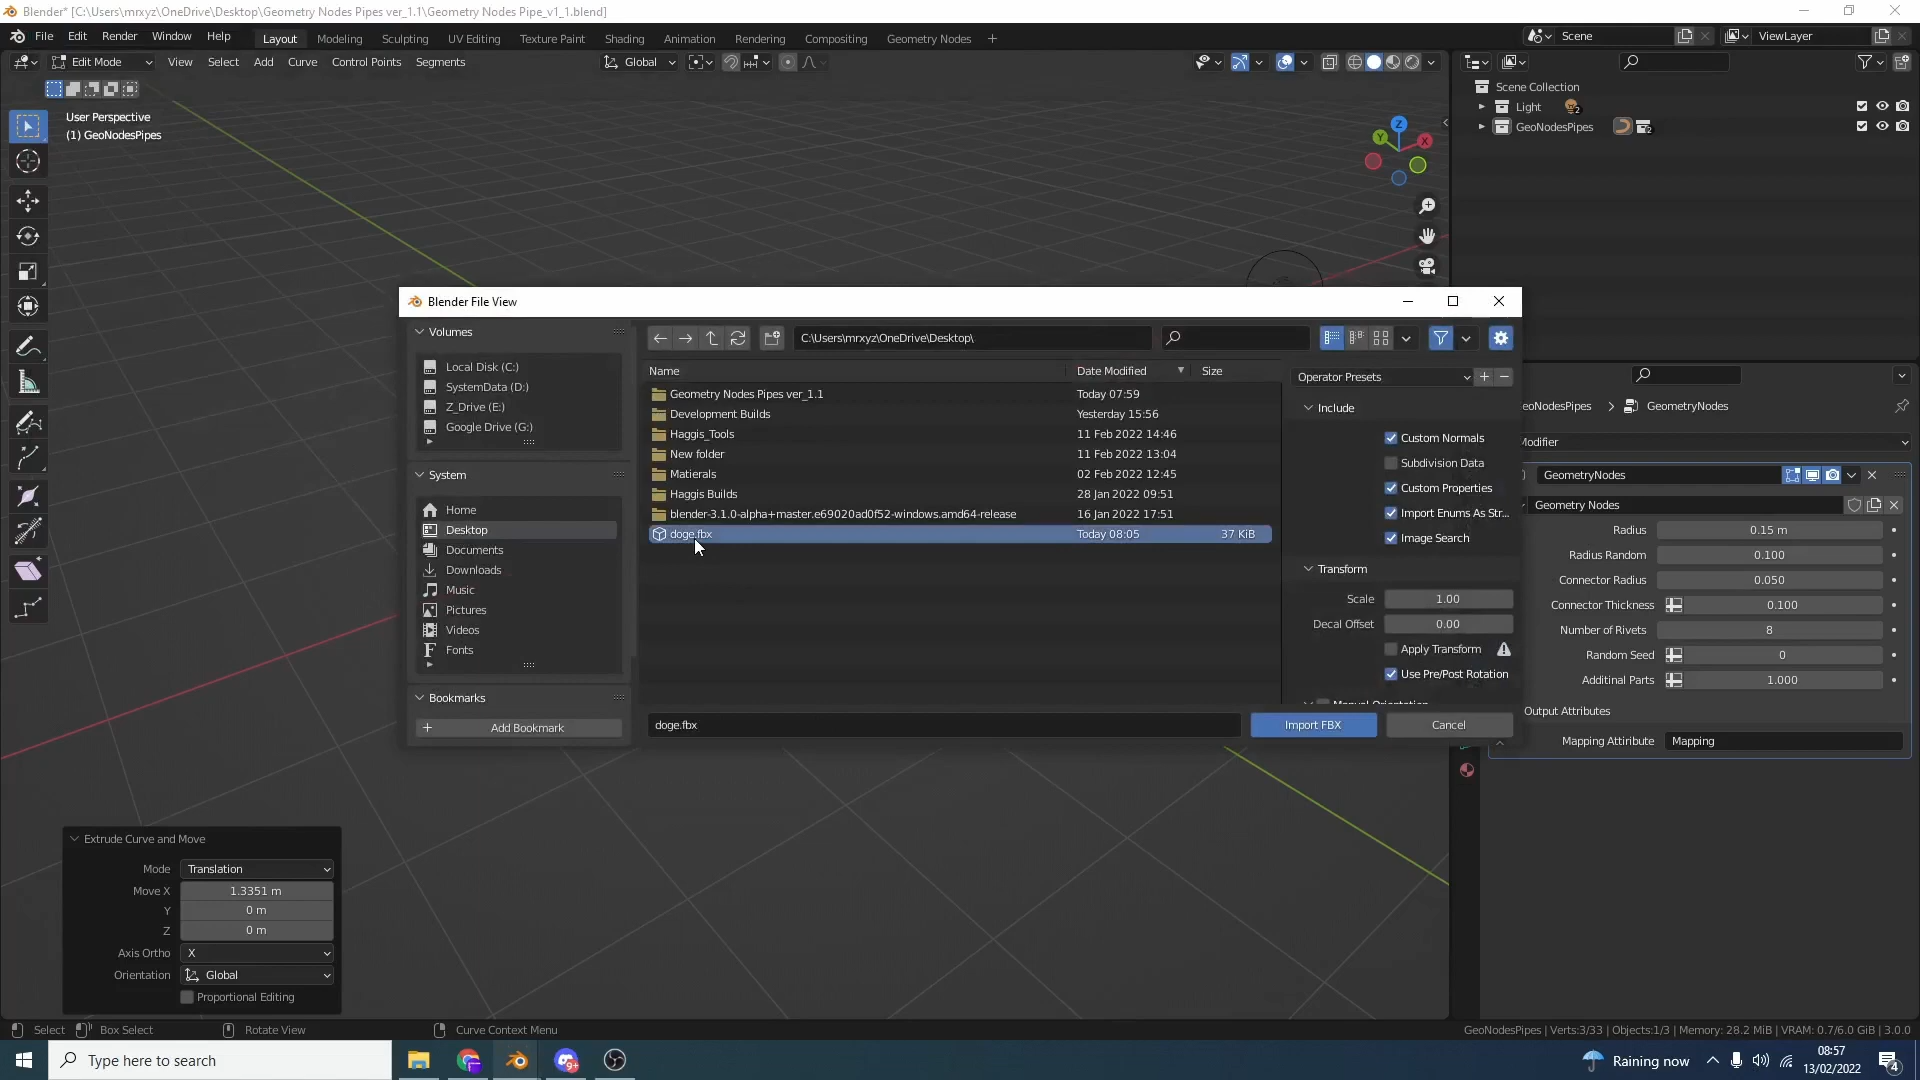 Blender* [C:\Users\mrxyz\OneDrive\Desktop\Geometry Nodes Pipes ver_1.1\Geometry Nodes Pipe_v1_1.blend]
File Edit Render Window Help Layout Modeling Sculpting UV Editing Texture Paint Shading Animation Rendering Compositing Geometry Nodes + Scene ViewLayer
Edit Mode View Select Add Curve Control Points Segments Global
User Perspective
(1) GeoNodesPipes
Scene Collection
Light 2
GeoNodesPipes 2
Z
Y
X
Blender File View
Volumes
Local Disk (C:)
SystemData (D:)
Z_Drive (E:)
Google Drive (G:)
System
Home
Desktop
Documents
Downloads
Music
Pictures
Videos
Fonts
Bookmarks
Add Bookmark
C:\Users\mrxyz\OneDrive\Desktop\
Name Date Modified Size
Geometry Nodes Pipes ver_1.1 Today 07:59
Development Builds Yesterday 15:56
Haggis_Tools 11 Feb 2022 14:46
New folder 11 Feb 2022 13:04
Matierals 02 Feb 2022 12:45
Haggis Builds 28 Jan 2022 09:51
blender-3.1.0-alpha+master.e69020ad0f52-windows.amd64-release 16 Jan 2022 17:51
doge.fbx Today 08:05 37 KiB
doge.fbx
Import FBX Cancel
Operator Presets
Include
Custom Normals
Subdivision Data
Custom Properties
Import Enums As Str...
Image Search
Transform
Scale 1.00
Decal Offset 0.00
Apply Transform
Use Pre/Post Rotation
Manual Orientation
eoNodesPipes GeometryNodes
Modifier
GeometryNodes
Geometry Nodes
Radius 0.15 m
Radius Random 0.100
Connector Radius 0.050
Connector Thickness 0.100
Number of Rivets 8
Random Seed 0
Additinal Parts 1.000
Output Attributes
Mapping Attribute Mapping
Extrude Curve and Move
Mode Translation
Move X 1.3351 m
Y 0 m
Z 0 m
Axis Ortho X
Orientation Global
Proportional Editing
Select Box Select Rotate View Curve Context Menu
GeoNodesPipes | Verts:3/33 | Objects:1/3 | Memory: 28.2 MiB | VRAM: 0.7/6.0 GiB | 3.0.0
Type here to search
Raining now
08:57
13/02/2022
4